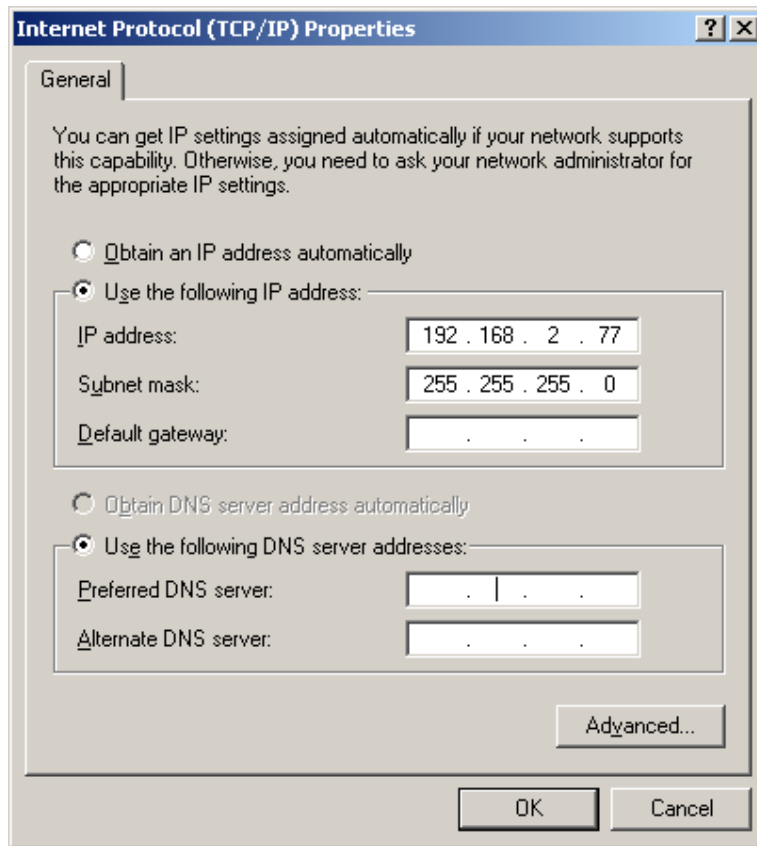 Internet Protocol (TCP/IP) Properties
General
You can get IP settings assigned automatically if your network supports
this capability. Otherwise, you need to ask your network administrator for
the appropriate IP settings.
Obtain an IP address automatically
Use the following IP address:
IP address: 192 . 168 . 2 . 77
Subnet mask: 255 . 255 . 255 . 0
Default gateway: . . .
Obtain DNS server address automatically
Use the following DNS server addresses:
Preferred DNS server: . . .
Alternate DNS server: . . .
Advanced...
OK Cancel